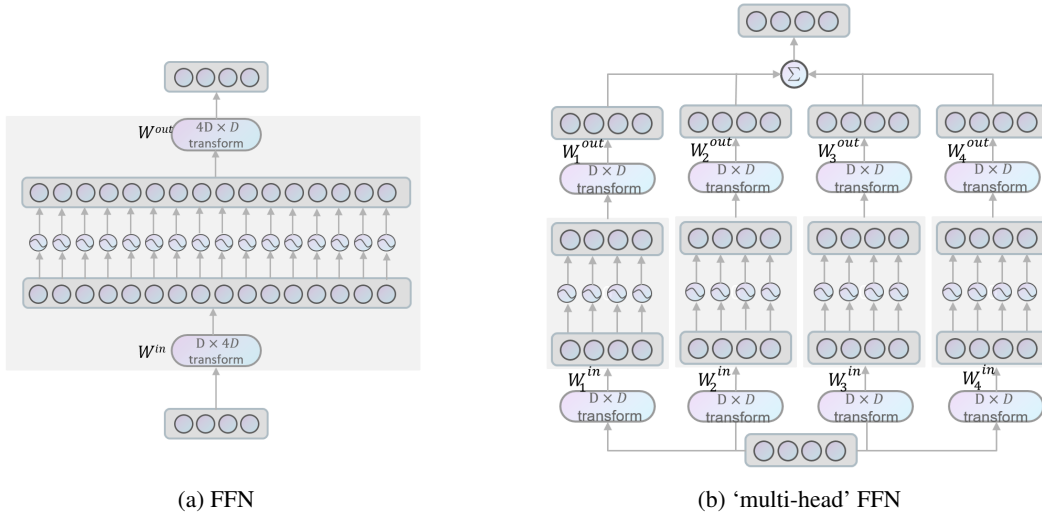 W^out
4D × D
transform
W^in
D × 4D
transform
(a) FFN
Σ
W_1^out
D × D
transform
W_2^out
D × D
transform
W_3^out
D × D
transform
W_4^out
D × D
transform
W_1^in
D × D
transform
W_2^in
D × D
transform
W_3^in
D × D
transform
W_4^in
D × D
transform
(b) ‘multi-head’ FFN